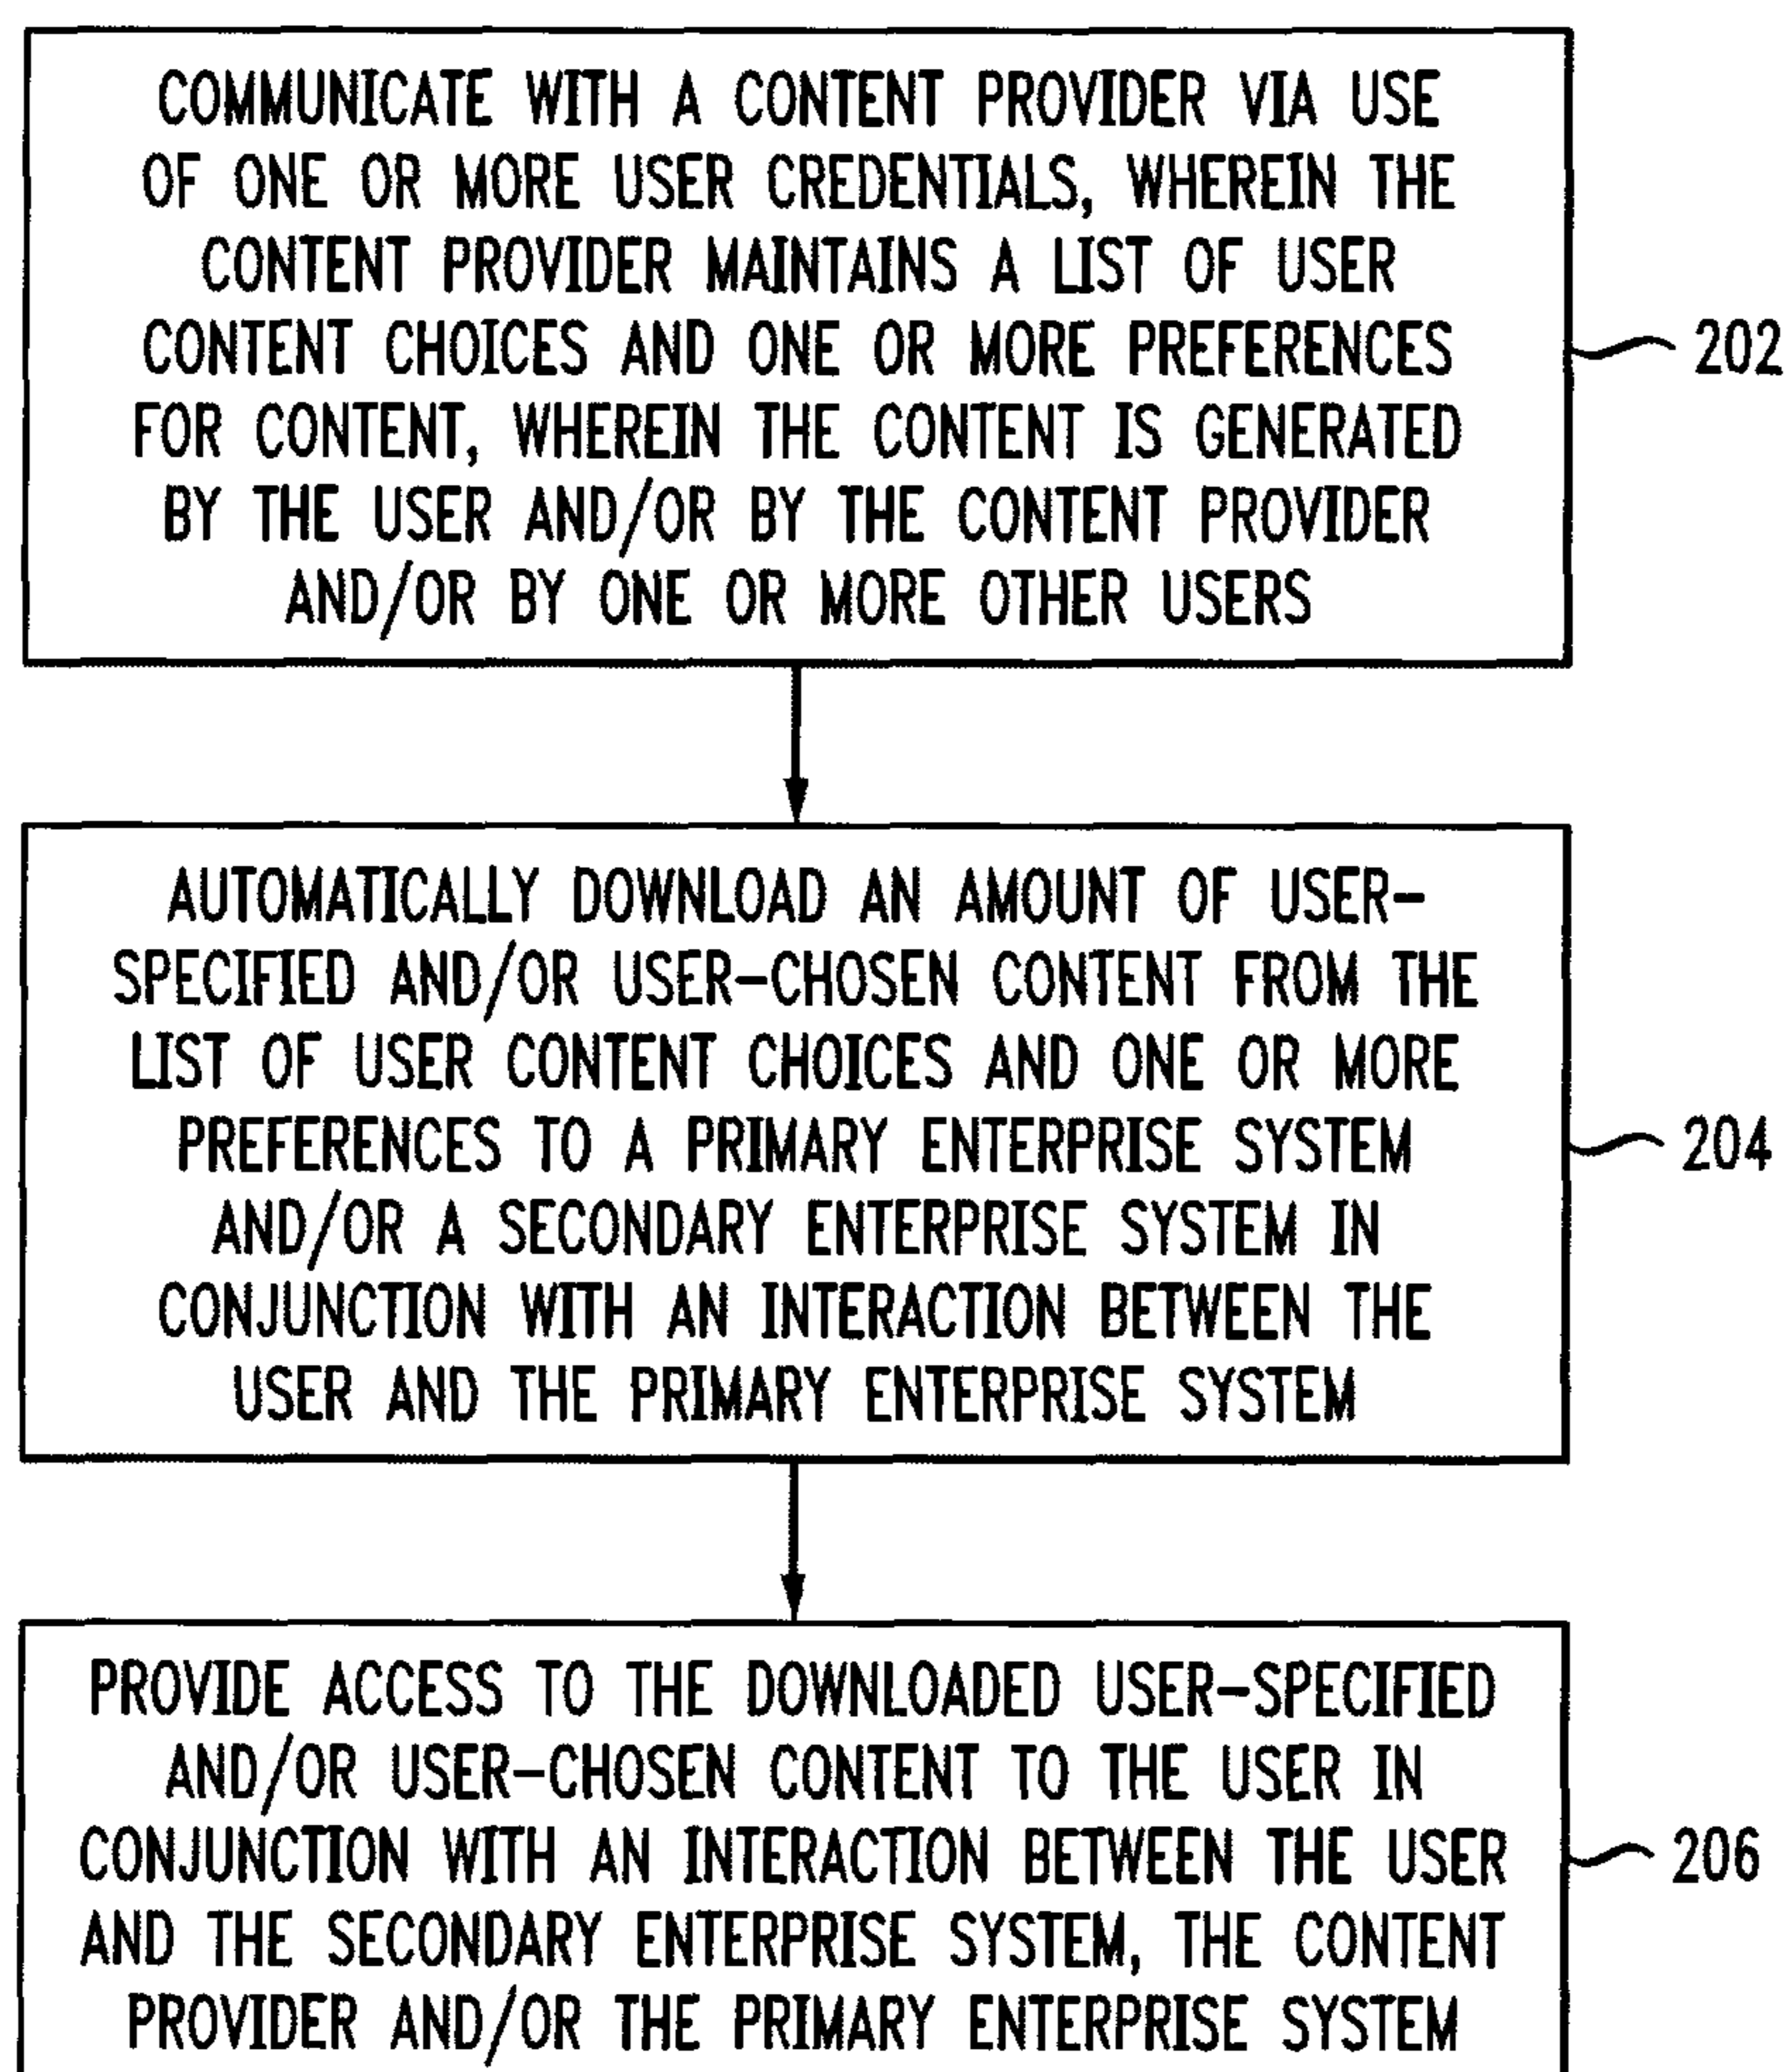 COMMUNICATE WITH A CONTENT PROVIDER VIA USE
OF ONE OR MORE USER CREDENTIALS, WHEREIN THE
CONTENT PROVIDER MAINTAINS A LIST OF USER
CONTENT CHOICES AND ONE OR MORE PREFERENCES
FOR CONTENT, WHEREIN THE CONTENT IS GENERATED
BY THE USER AND/OR BY THE CONTENT PROVIDER
AND/OR BY ONE OR MORE OTHER USERS
202
AUTOMATICALLY DOWNLOAD AN AMOUNT OF USER-
SPECIFIED AND/OR USER-CHOSEN CONTENT FROM THE
LIST OF USER CONTENT CHOICES AND ONE OR MORE
PREFERENCES TO A PRIMARY ENTERPRISE SYSTEM
AND/OR A SECONDARY ENTERPRISE SYSTEM IN
CONJUNCTION WITH AN INTERACTION BETWEEN THE
USER AND THE PRIMARY ENTERPRISE SYSTEM
204
PROVIDE ACCESS TO THE DOWNLOADED USER-SPECIFIED
AND/OR USER-CHOSEN CONTENT TO THE USER IN
CONJUNCTION WITH AN INTERACTION BETWEEN THE USER
AND THE SECONDARY ENTERPRISE SYSTEM, THE CONTENT
PROVIDER AND/OR THE PRIMARY ENTERPRISE SYSTEM
206